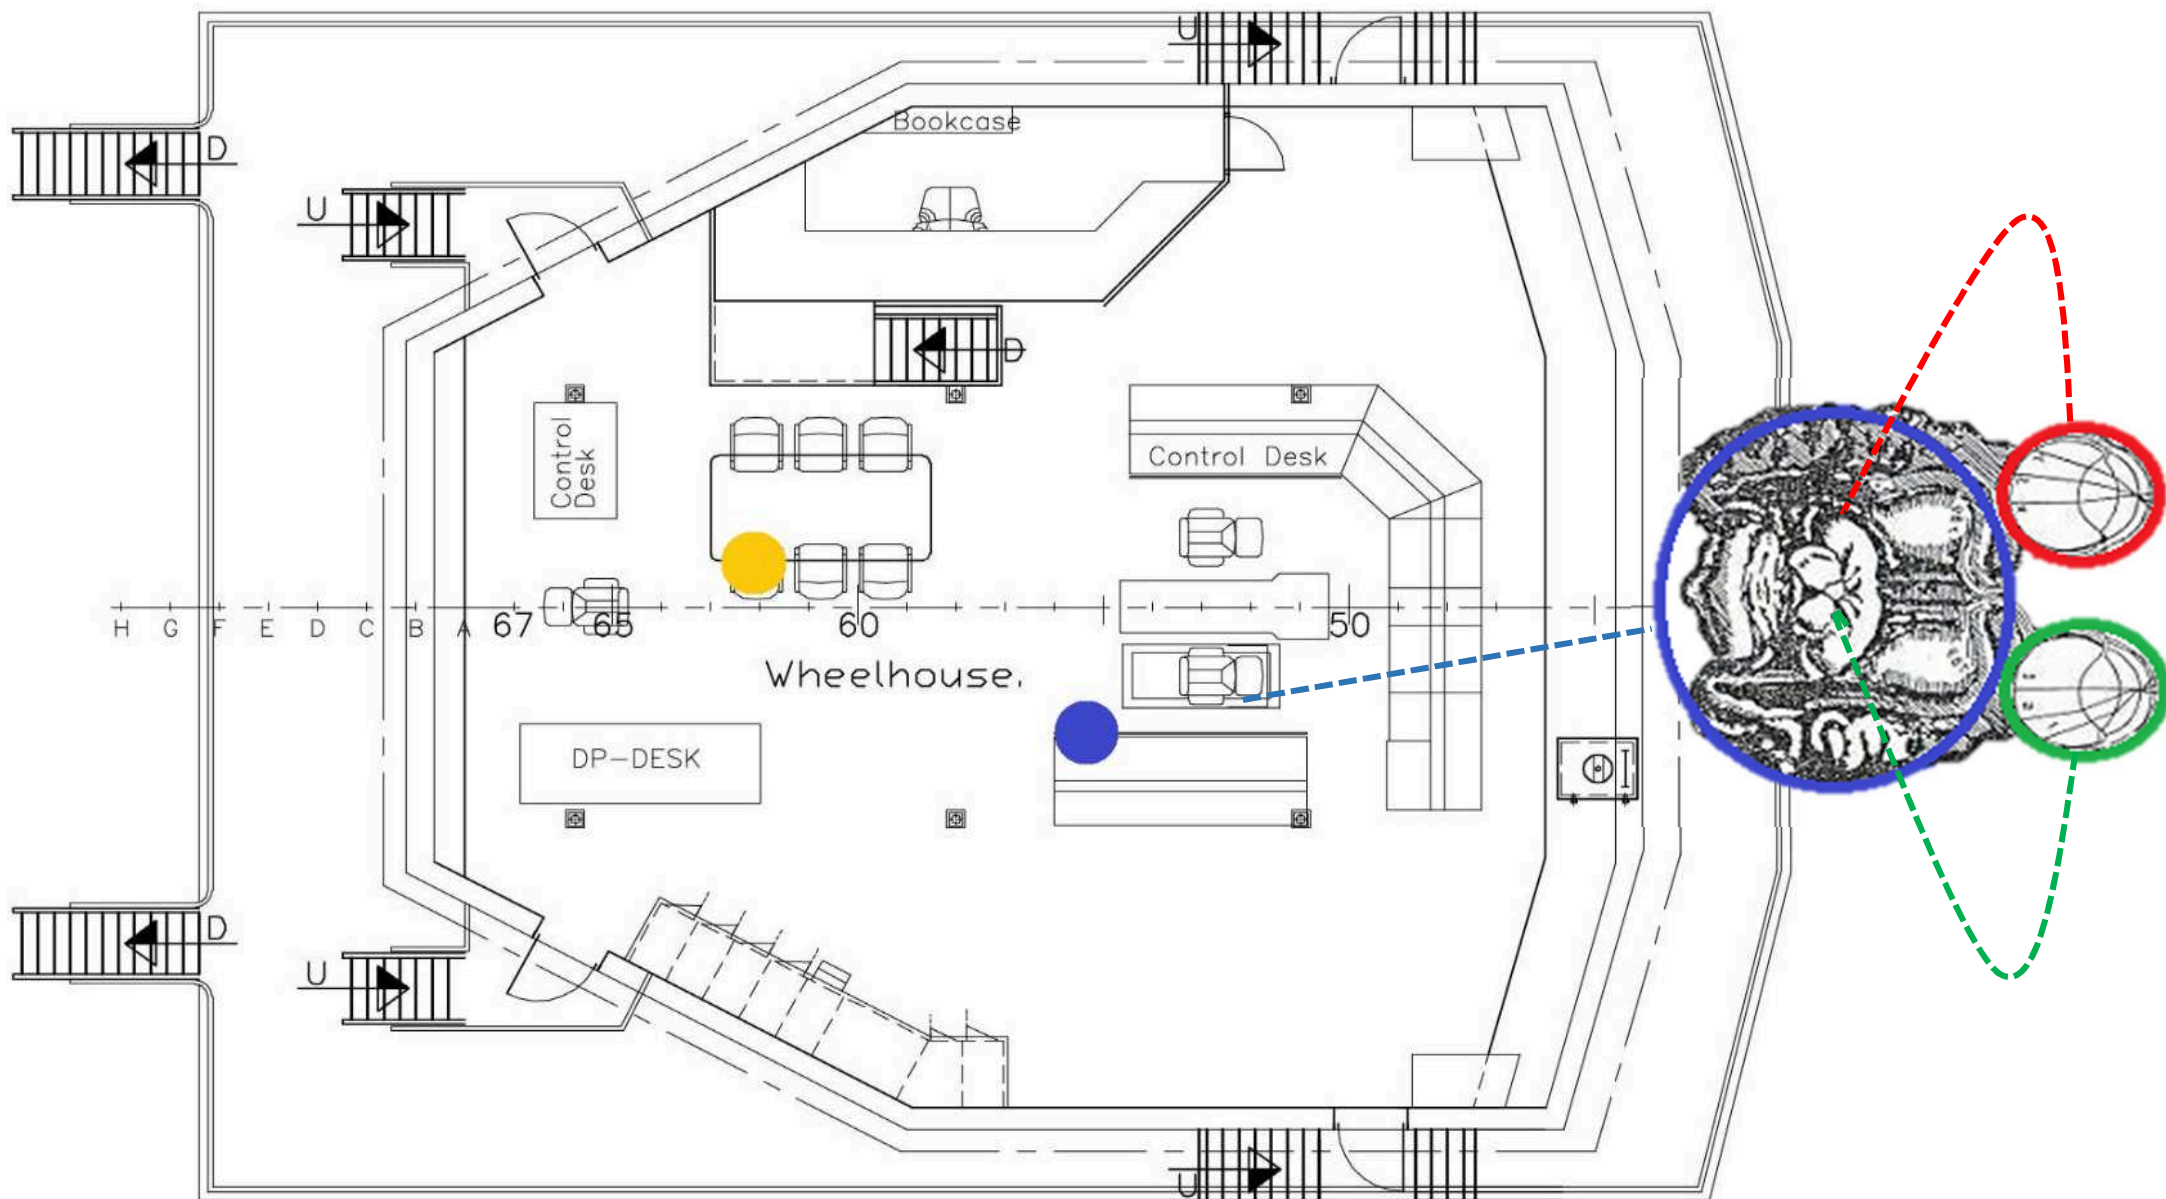 U
Bookcase
D
U
D
Control
Desk
Control Desk
H G F E D C B A 67 65 60 50
Wheelhouse.
DP-DESK
D
U
U